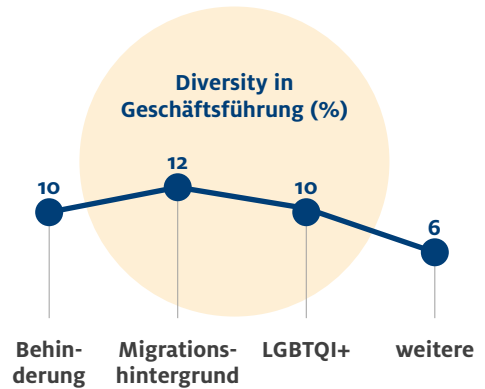 Diversity in
Geschäftsführung (%)
10
12
10
6
Behin-
derung
Migrations-
hintergrund
LGBTQI+
weitere